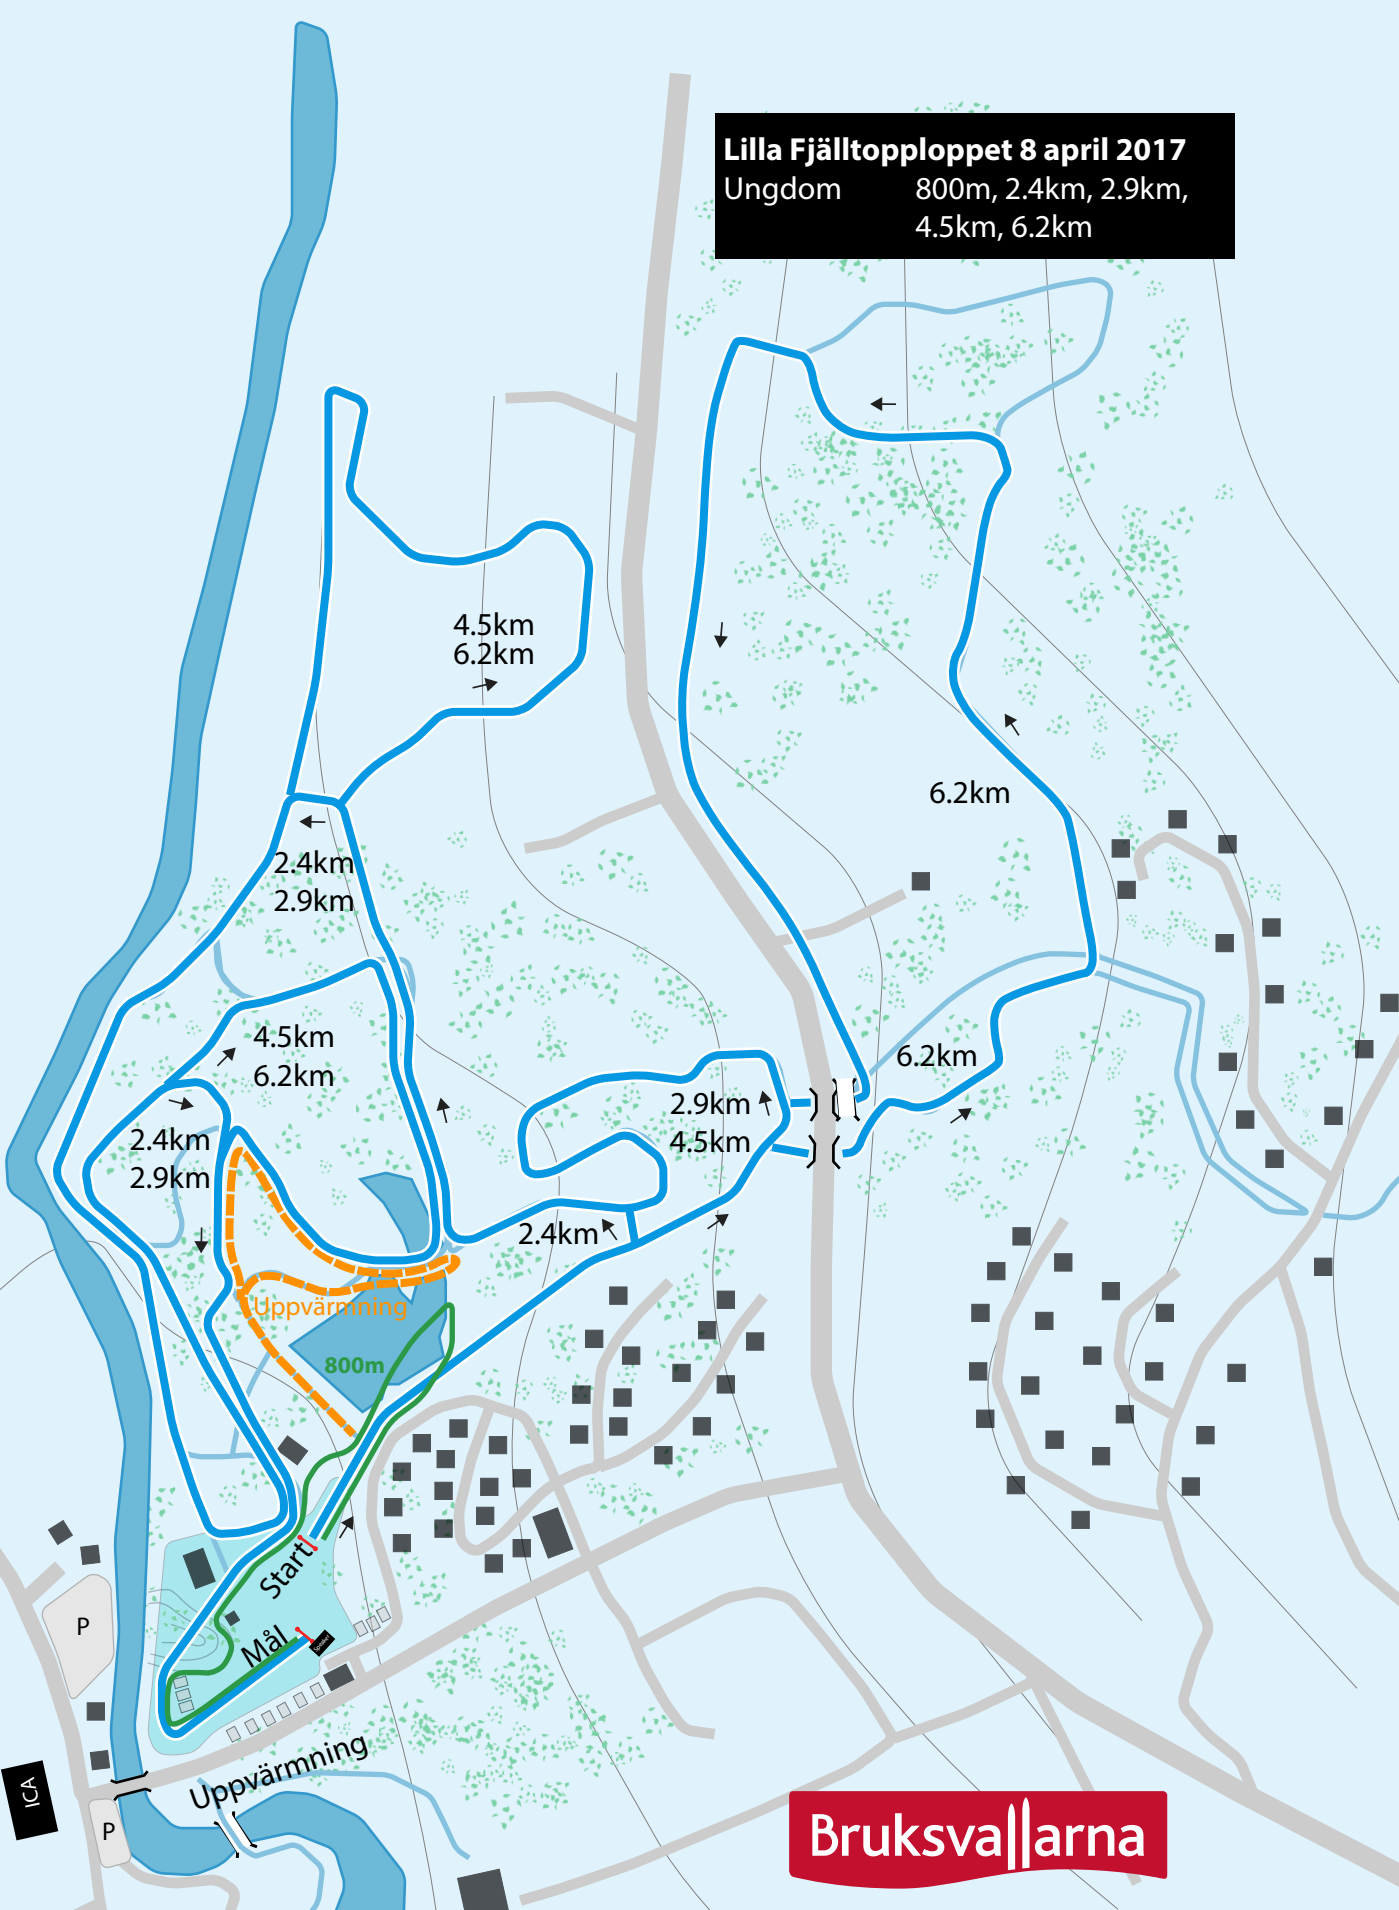 Lilla Fjälltopploppet 8 april 2017
Ungdom 800m, 2.4km, 2.9km,
4.5km, 6.2km
4.5km
6.2km
6.2km
2.4km
2.9km
4.5km
6.2km
6.2km
2.9km
4.5km
2.4km
2.9km
2.4km
Uppvärmning
800m
Start
P
Mål
Speaker
Uppvärmning
ICA
P
Bruksvallarna